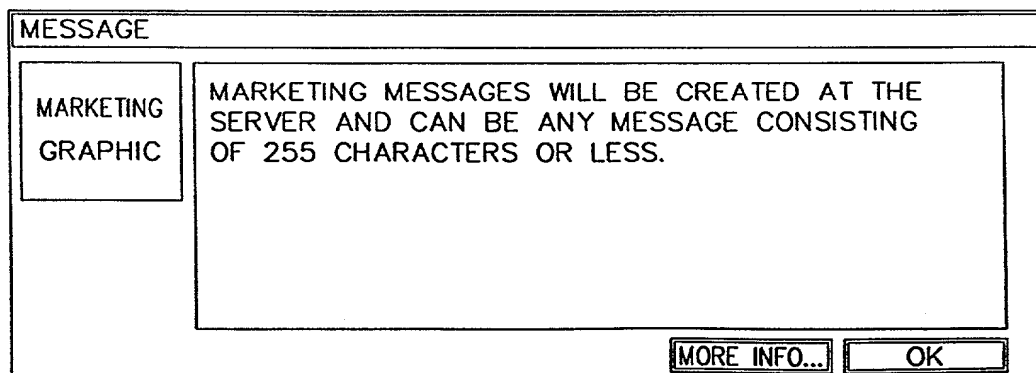 MESSAGE
MARKETING
GRAPHIC
MARKETING MESSAGES WILL BE CREATED AT THE
SERVER AND CAN BE ANY MESSAGE CONSISTING
OF 255 CHARACTERS OR LESS.
MORE INFO...
OK